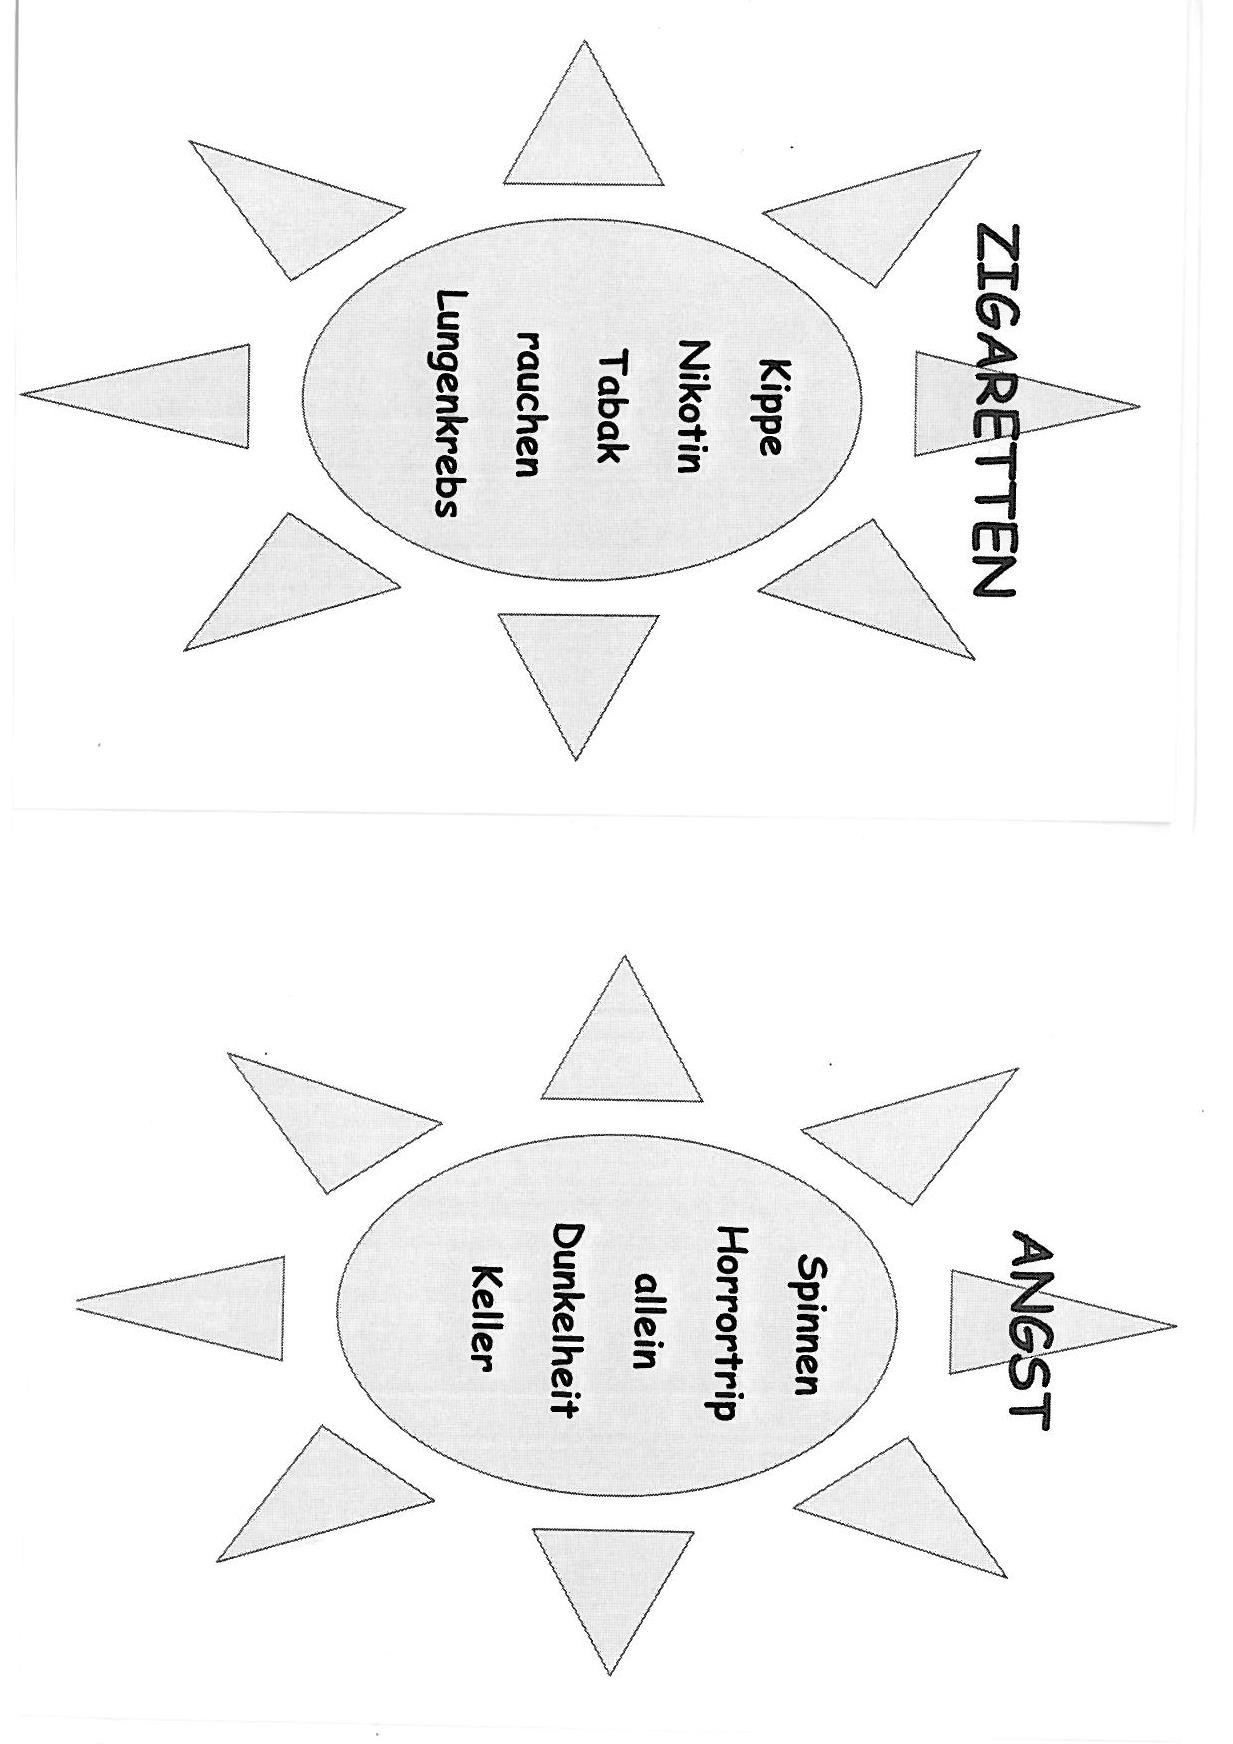 ZIGARETTEN
Kippe
Nikotin
Tabak
rauchen
Lungenkrebs
ANGST
Spinnen
Horrortrip
allein
Dunkelheit
Keller